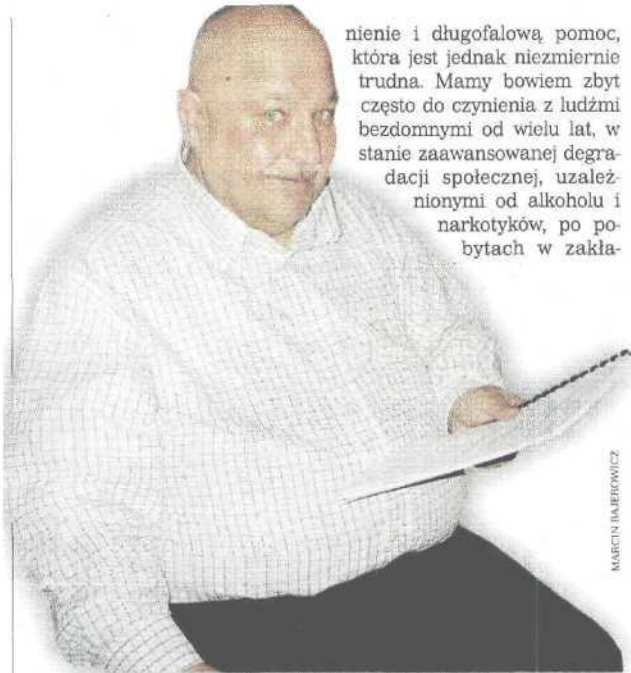 nienie i długofalową pomoc,
która jest jednak niezmiernie
trudna. Mamy bowiem zbyt
często do czynienia z ludźmi
bezdomnymi od wielu lat, w
stanie zaawansowanej degra-
dacji społecznej, uzależ-
nionymi od alkoholu i
narkotyków, po po-
bytach w zakła-
MARCIN BAJEROWICZ